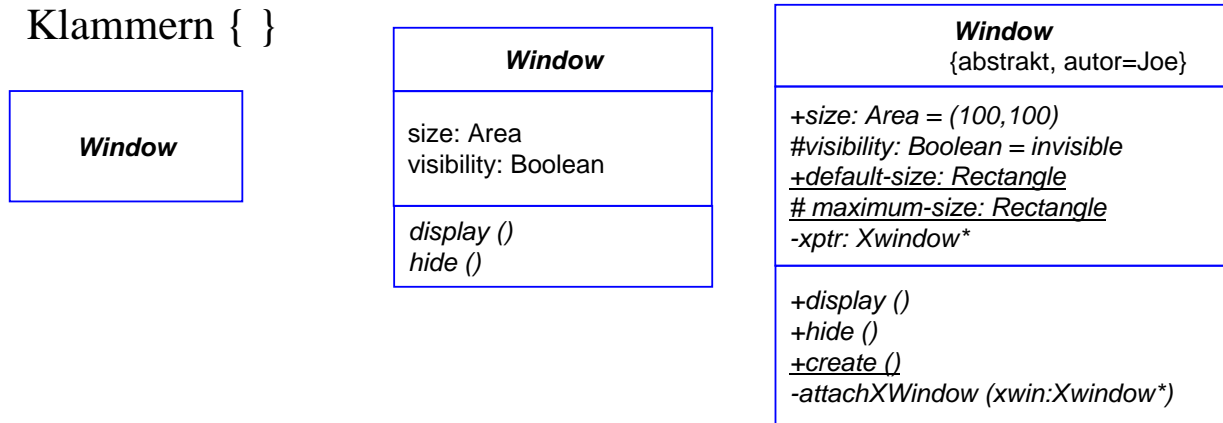 Klammern { }
Window
Window
size: Area
visibility: Boolean
display ()
hide ()
Window
{abstrakt, autor=Joe}
+size: Area = (100,100)
#visibility: Boolean = invisible
+default-size: Rectangle
# maximum-size: Rectangle
-xptr: Xwindow*
+display ()
+hide ()
+create ()
-attachXWindow (xwin:Xwindow*)